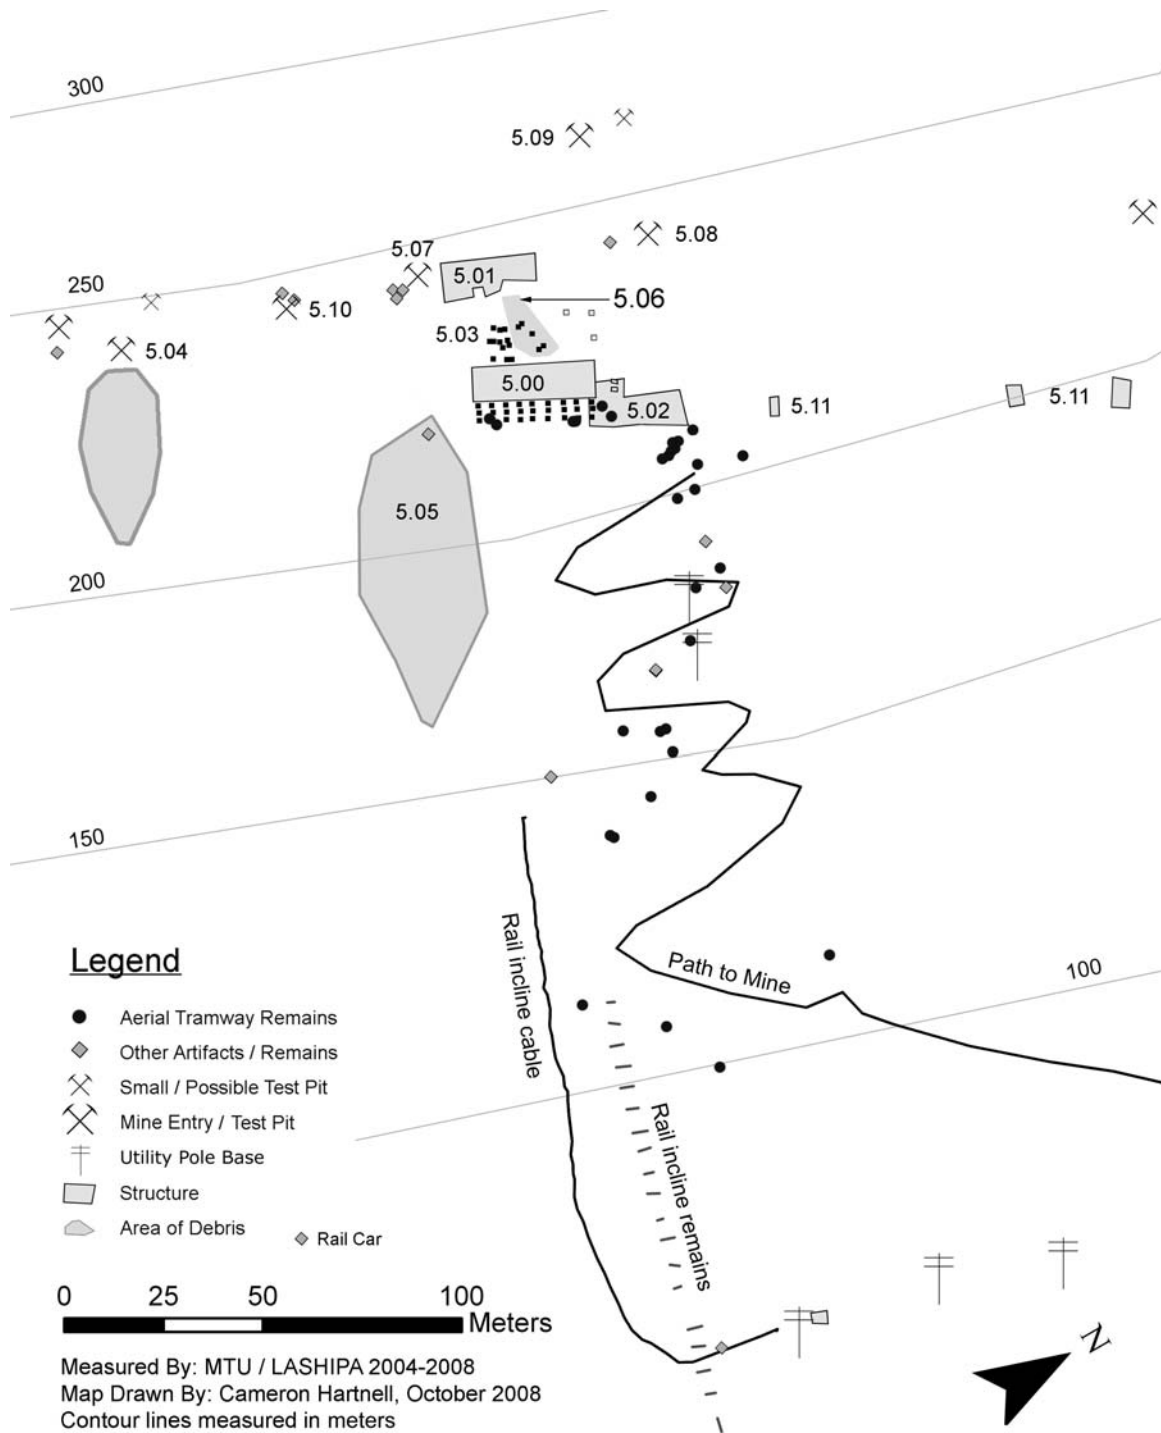 300
5.09
5.08
5.07
250
5.01
5.06
5.10
5.03
5.04
5.00
5.02
5.11
5.11
5.05
200
150
Rail incline cable
Path to Mine
100
Legend
Aerial Tramway Remains
Other Artifacts / Remains
Small / Possible Test Pit
Mine Entry / Test Pit
Utility Pole Base
Structure
Area of Debris
Rail Car
Rail incline remains
0 25 50 100
Meters
N
Measured By: MTU / LASHIPA 2004-2008
Map Drawn By: Cameron Hartnell, October 2008
Contour lines measured in meters